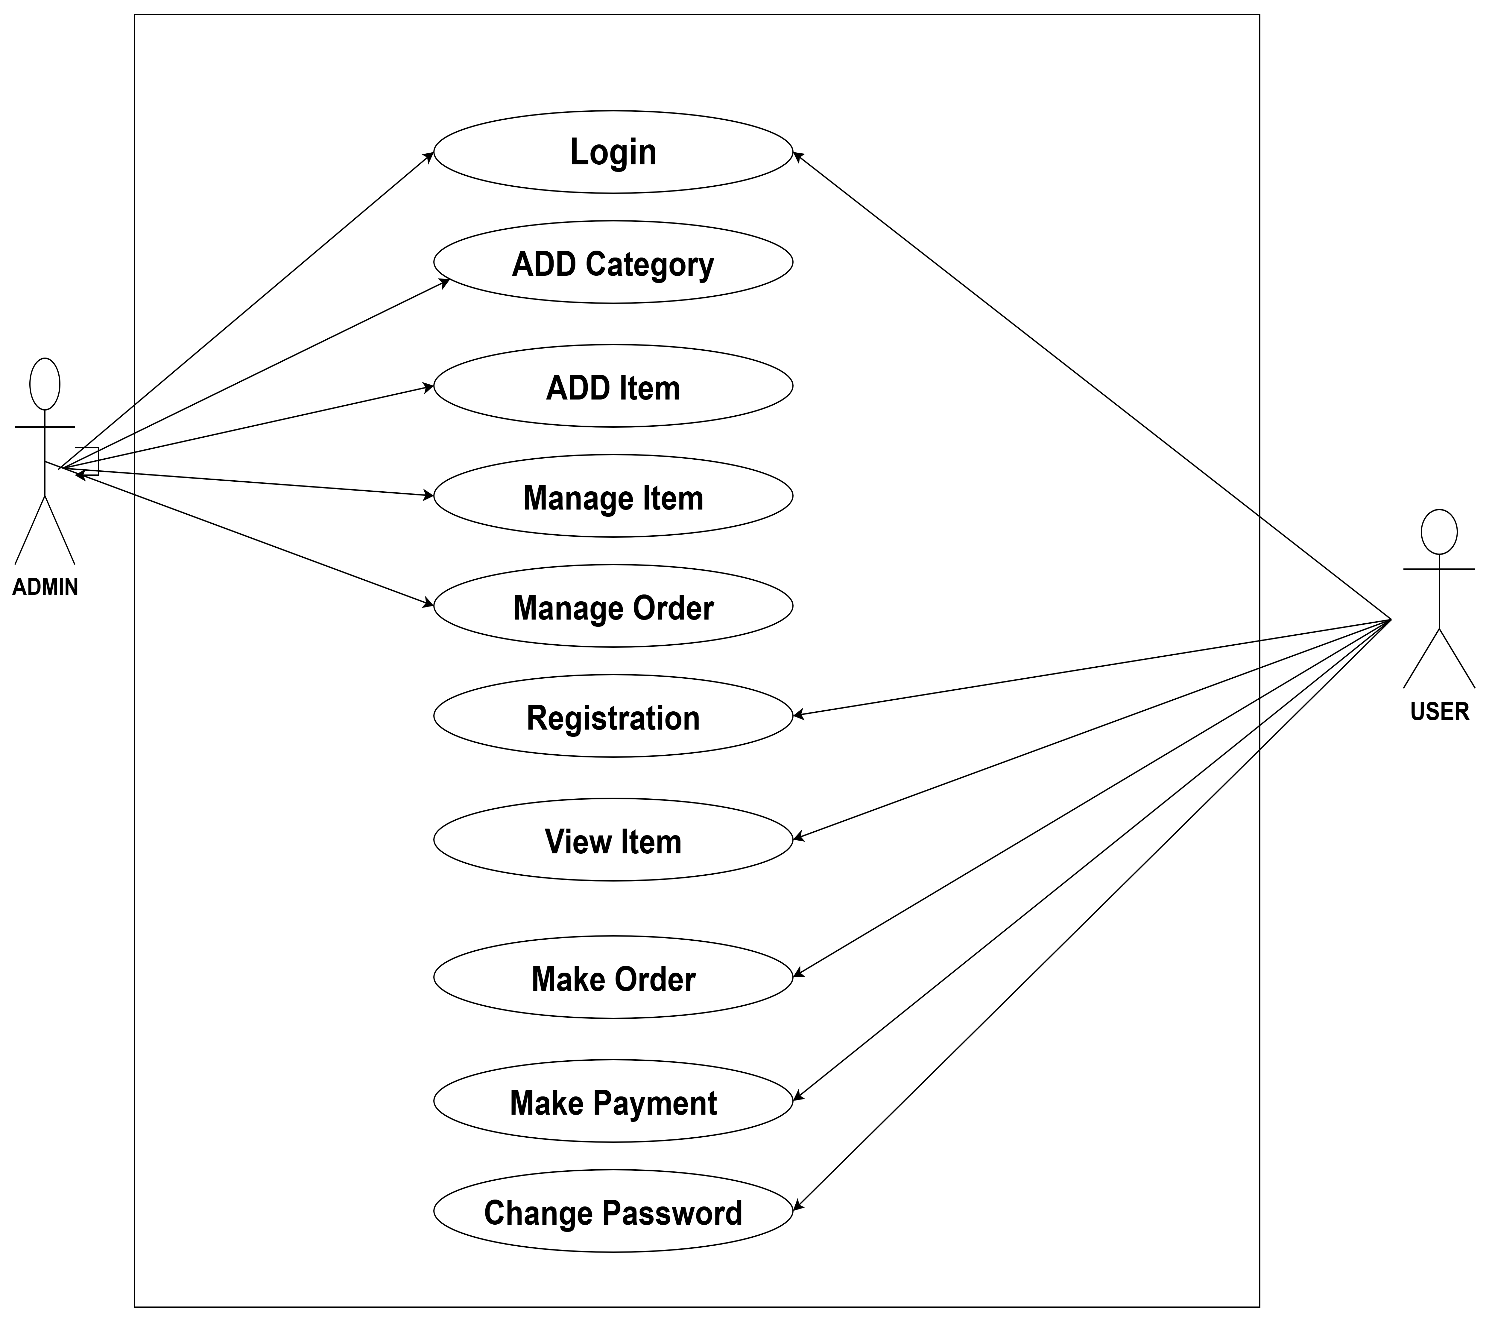 Login
ADD Category
ADD Item
Manage Item
ADMIN
Manage Order
Registration
USER
View Item
Make Order
Make Payment
Change Password